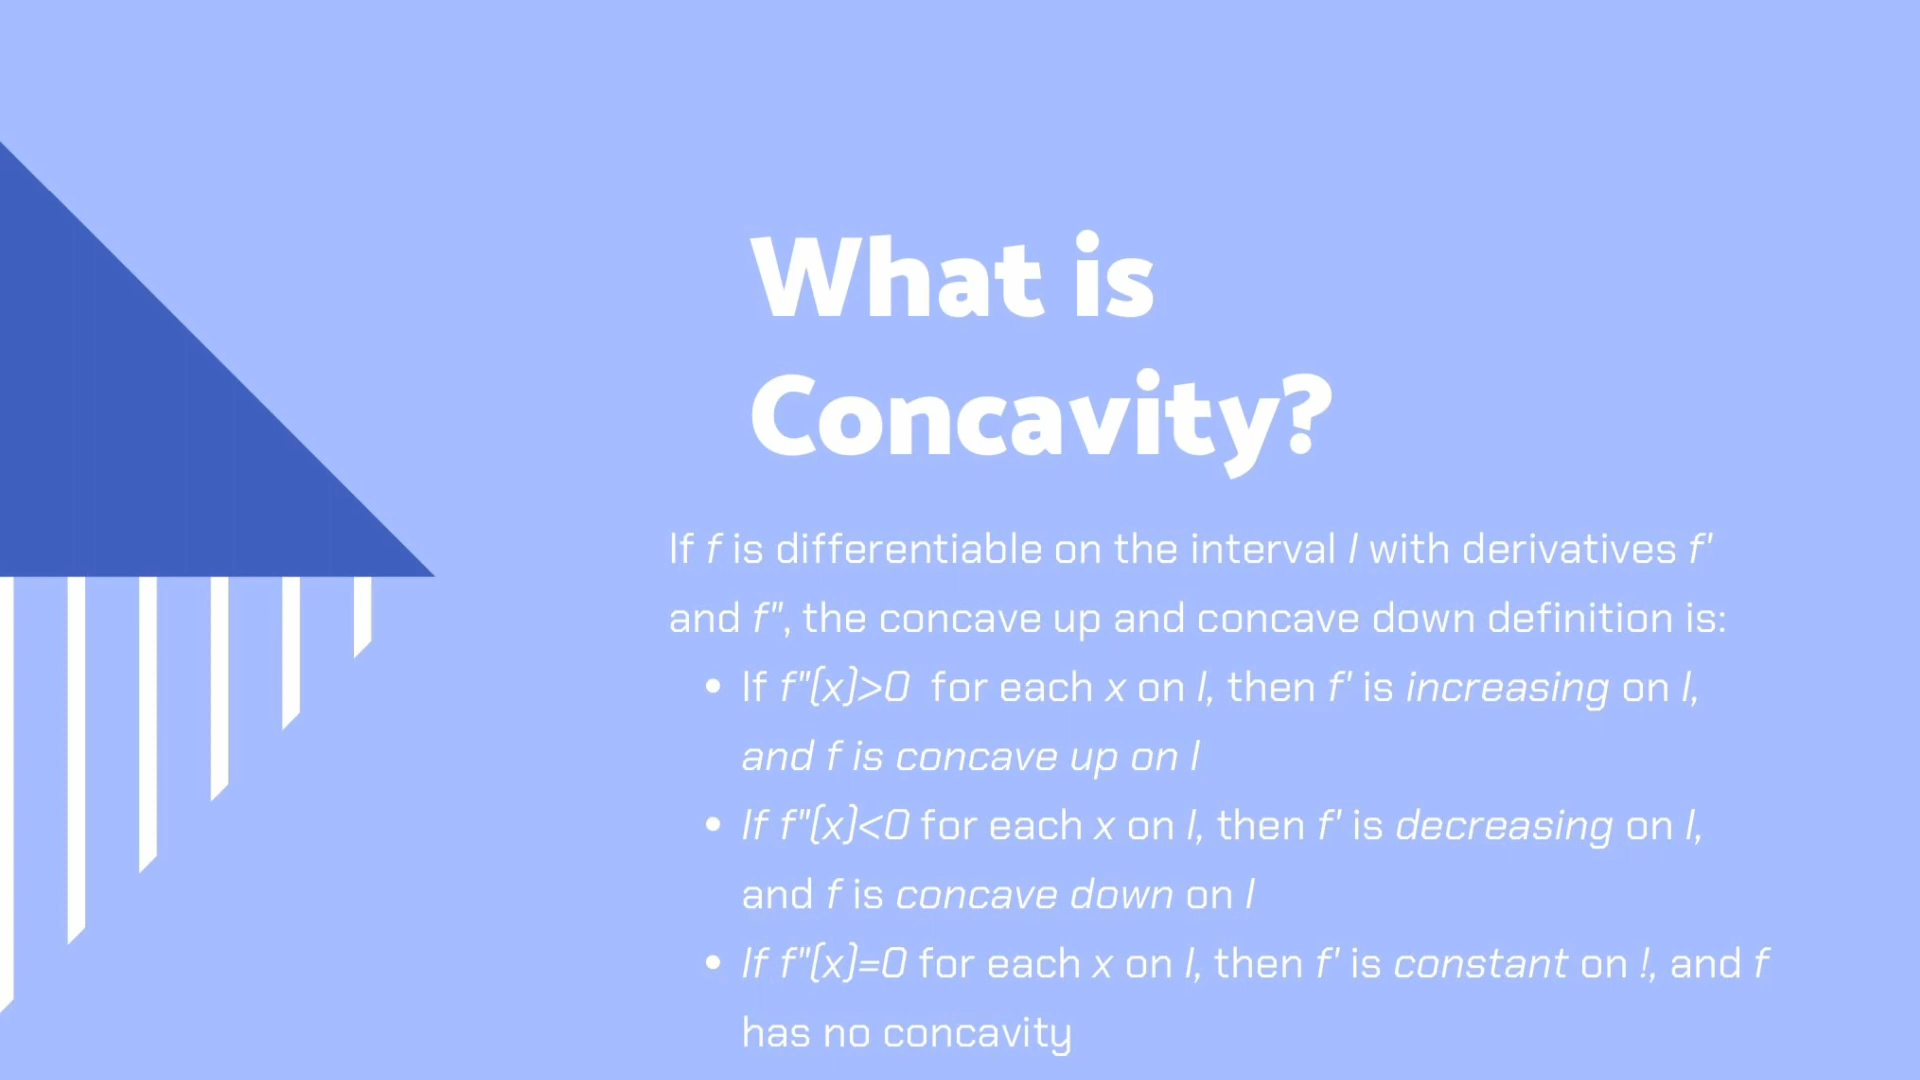 What is
Concavity?
If f is differentiable on the interval I with derivatives f'
and f", the concave up and concave down definition is:
• If f"(x)>0 for each x on I, then f' is increasing on I,
and f is concave up on I
• If f"(x)<0 for each x on I, then f' is decreasing on I,
and f is concave down on I
• If f"(x)=0 for each x on I, then f' is constant on !, and f
has no concavity